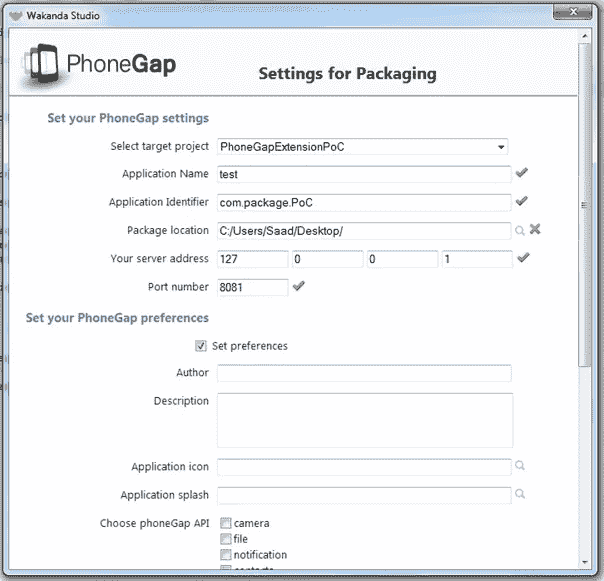 Wakanda Studio
PhoneGap
Settings for Packaging
Set your PhoneGap settings
Select target project PhoneGapExtensionPoC
Application Name test
Application Identifier com.package.PoC
Package location C:/Users/Saad/Desktop/
Your server address 127 0 0 1
Port number 8081
Set your PhoneGap preferences
Set preferences
Author
Description
Application icon
Application splash
Choose phoneGap API camera
file
notification